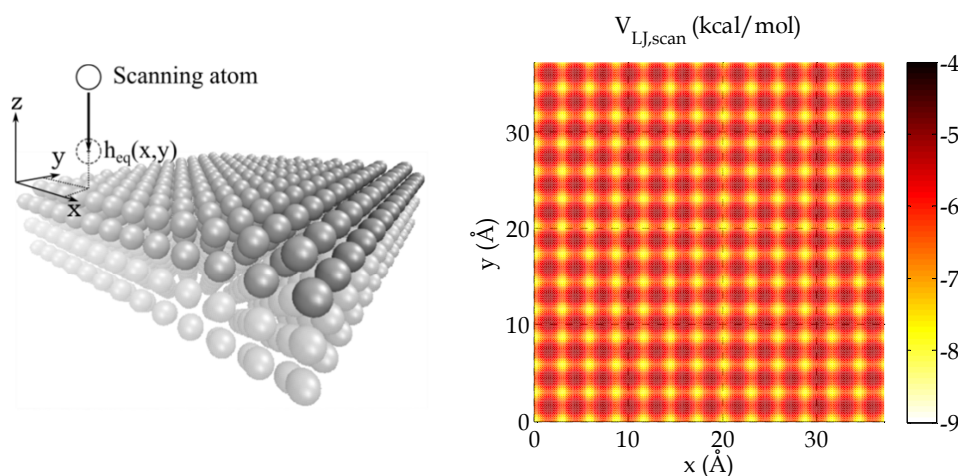 Scanning atom
z
y
h_eq(x,y)
x
V_LJ,scan (kcal/mol)
y (Å)
30
20
10
0
0
10
20
30
x (Å)
-4
-5
-6
-7
-8
-9